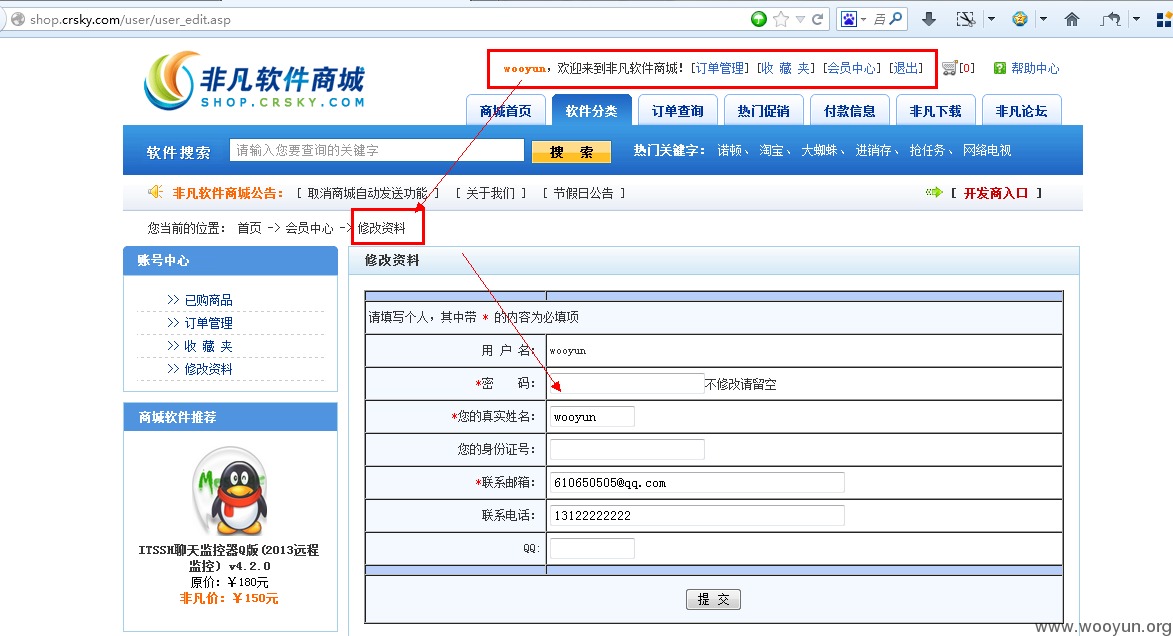 shop.crsky.com/user/user_edit.asp
非凡软件商城
SHOP.CRSKY.COM
wooyun，欢迎来到非凡软件商城！[订单管理] [收 藏 夹] [会员中心] [退出] [0] 帮助中心
商城首页 软件分类 订单查询 热门促销 付款信息 非凡下载 非凡论坛
软件搜索 请输入您要查询的关键字 搜 索 热门关键字： 诺顿、 淘宝、 大蜘蛛、 进销存、 抢任务、 网络电视
非凡软件商城公告： [ 取消商城自动发送功能 ] [ 关于我们 ] [ 节假日公告 ] [ 开发商入口 ]
您当前的位置： 首页 -> 会员中心 -> 修改资料
账号中心
>> 已购商品
>> 订单管理
>> 收 藏 夹
>> 修改资料
商城软件推荐
ITSSH聊天监控器Q版(2013远程
监控) v4.2.0
原价：￥180元
非凡价：￥150元
修改资料
请填写个人，其中带 * 的内容为必填项
用 户 名: wooyun
*密 码: 不修改请留空
*您的真实姓名: wooyun
您的身份证号:
*联系邮箱: 610650505@qq.com
联系电话: 13122222222
QQ:
提 交
www.wooyun.org